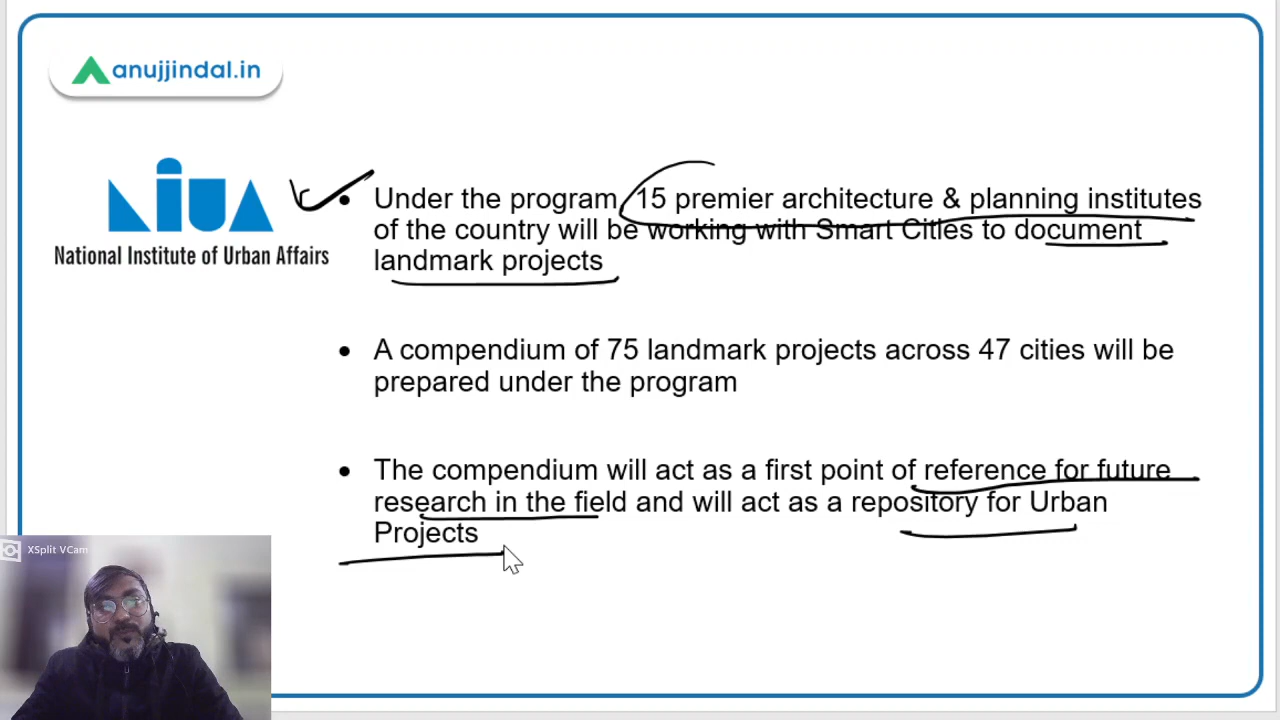 anujjindal.in
NIUA
National Institute of Urban Affairs
• Under the program, 15 premier architecture & planning institutes
of the country will be working with Smart Cities to document
landmark projects
• A compendium of 75 landmark projects across 47 cities will be
prepared under the program
• The compendium will act as a first point of reference for future
research in the field and will act as a repository for Urban
Projects
XSplit VCam